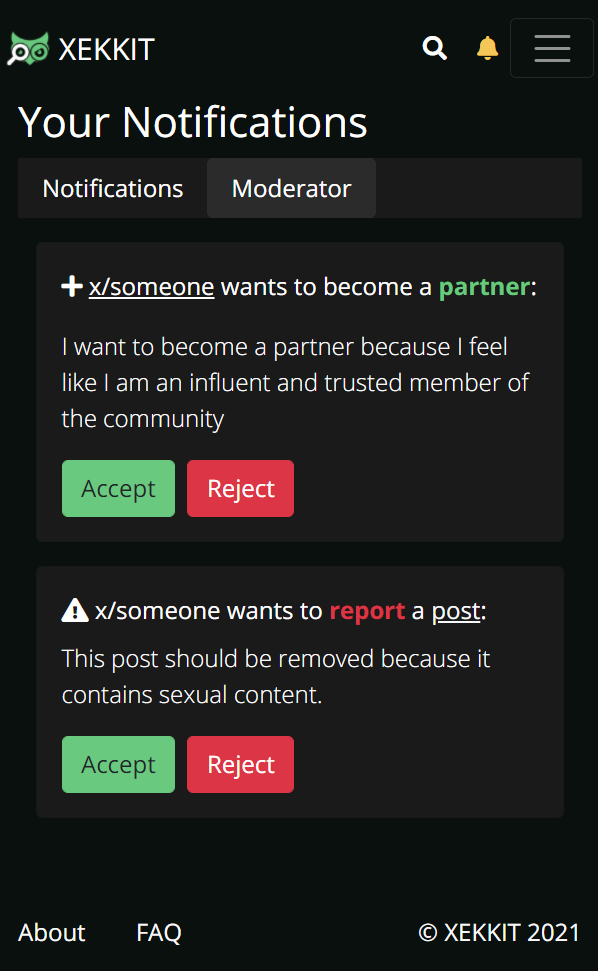 XEKKIT
Your Notifications
Notifications
Moderator
x/someone wants to become a partner:
I want to become a partner because I feel
like I am an influent and trusted member of
the community
Accept
Reject
x/someone wants to report a post:
This post should be removed because it
contains sexual content.
Accept
Reject
About
FAQ
© XEKKIT 2021